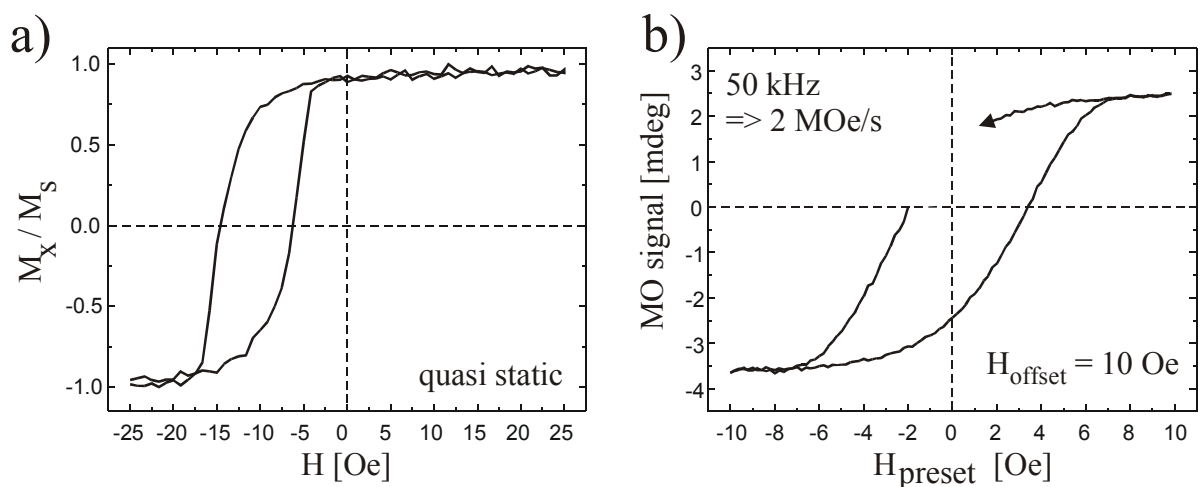 a)
1.0
0.5
0.0
-0.5
-1.0
M_x / M_s
-25 -20 -15 -10 -5 0 5 10 15 20 25
H [Oe]
quasi static
b)
50 kHz
=> 2 MOe/s
3
2
1
0
-1
-2
-3
-4
MO signal [mdeg]
H_offset = 10 Oe
-10 -8 -6 -4 -2 0 2 4 6 8 10
H_preset [Oe]